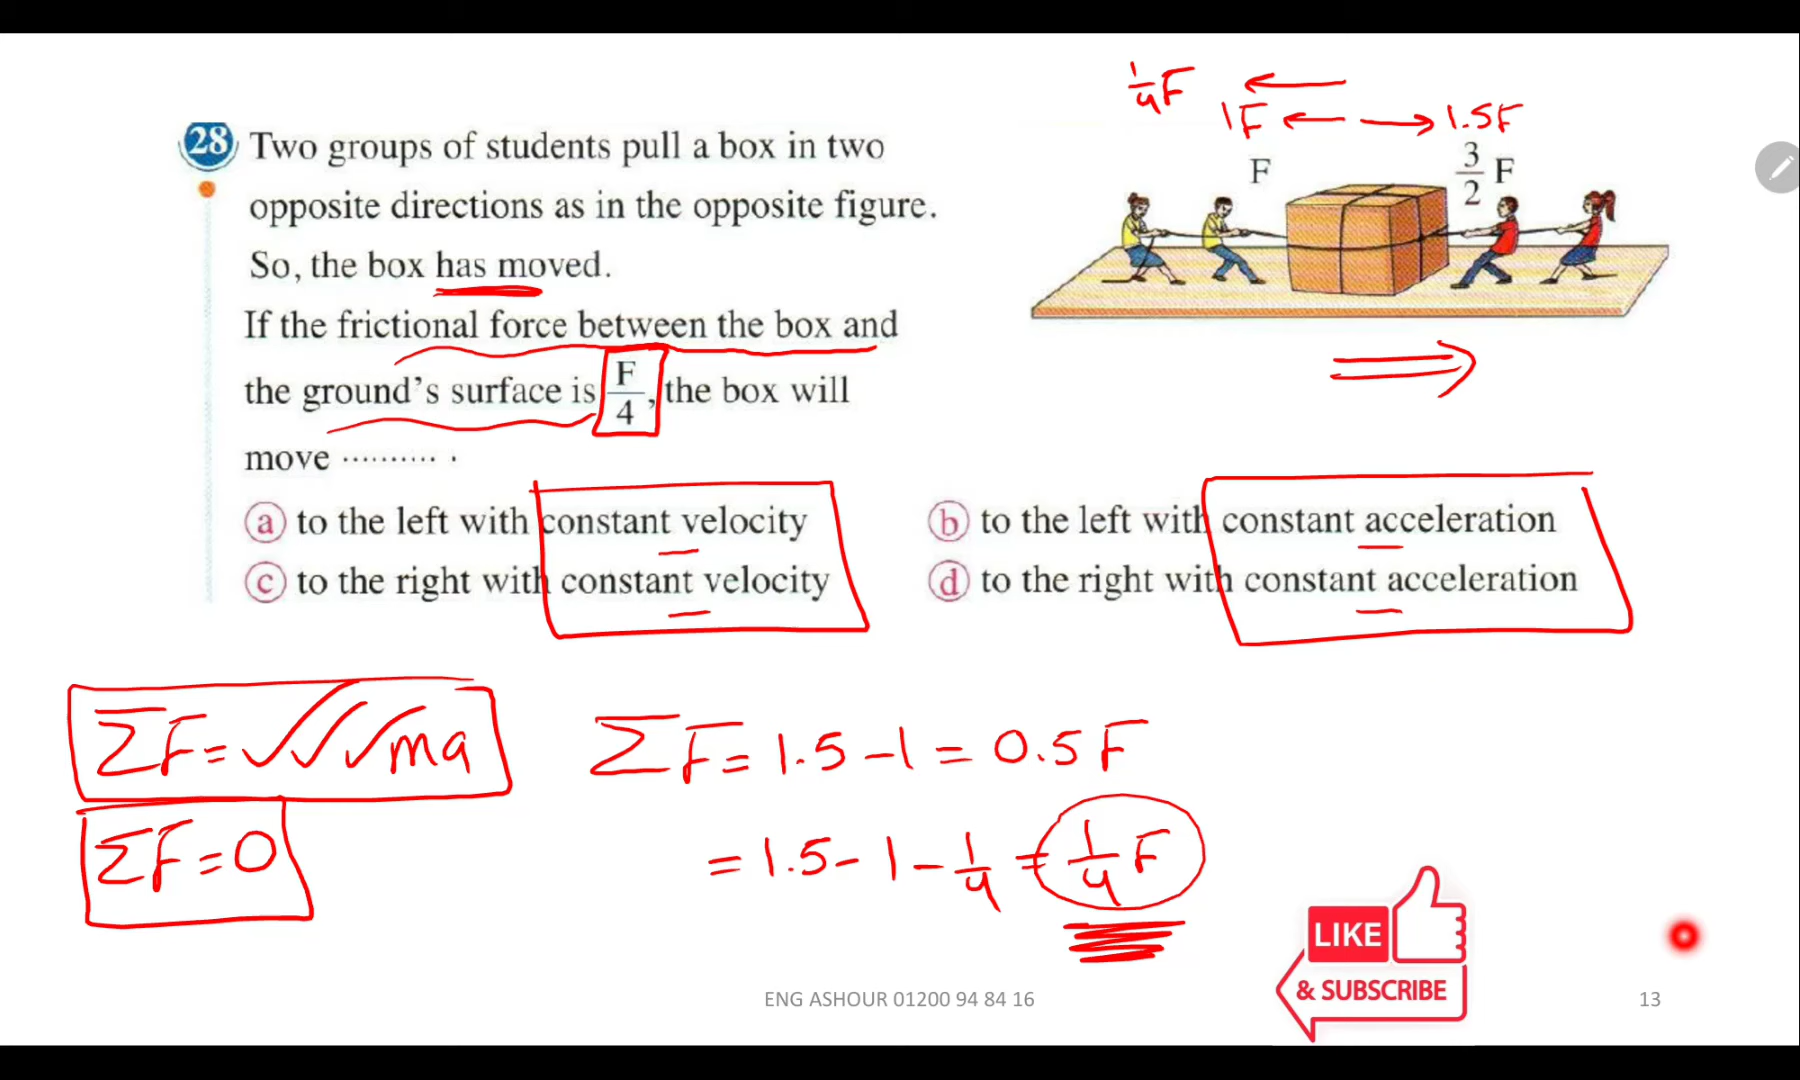 1/4 F
1F ← → 1.5F
F
3/2 F
28 Two groups of students pull a box in two
opposite directions as in the opposite figure.
So, the box has moved.
If the frictional force between the box and
the ground's surface is F/4, the box will
move .......... .
a to the left with constant velocity
b to the left with constant acceleration
c to the right with constant velocity
d to the right with constant acceleration
ΣF = ✓✓✓ ma
ΣF = 0
ΣF = 1.5 - 1 = 0.5 F
= 1.5 - 1 - 1/4 = 1/4 F
LIKE
& SUBSCRIBE
ENG ASHOUR 01200 94 84 16
13